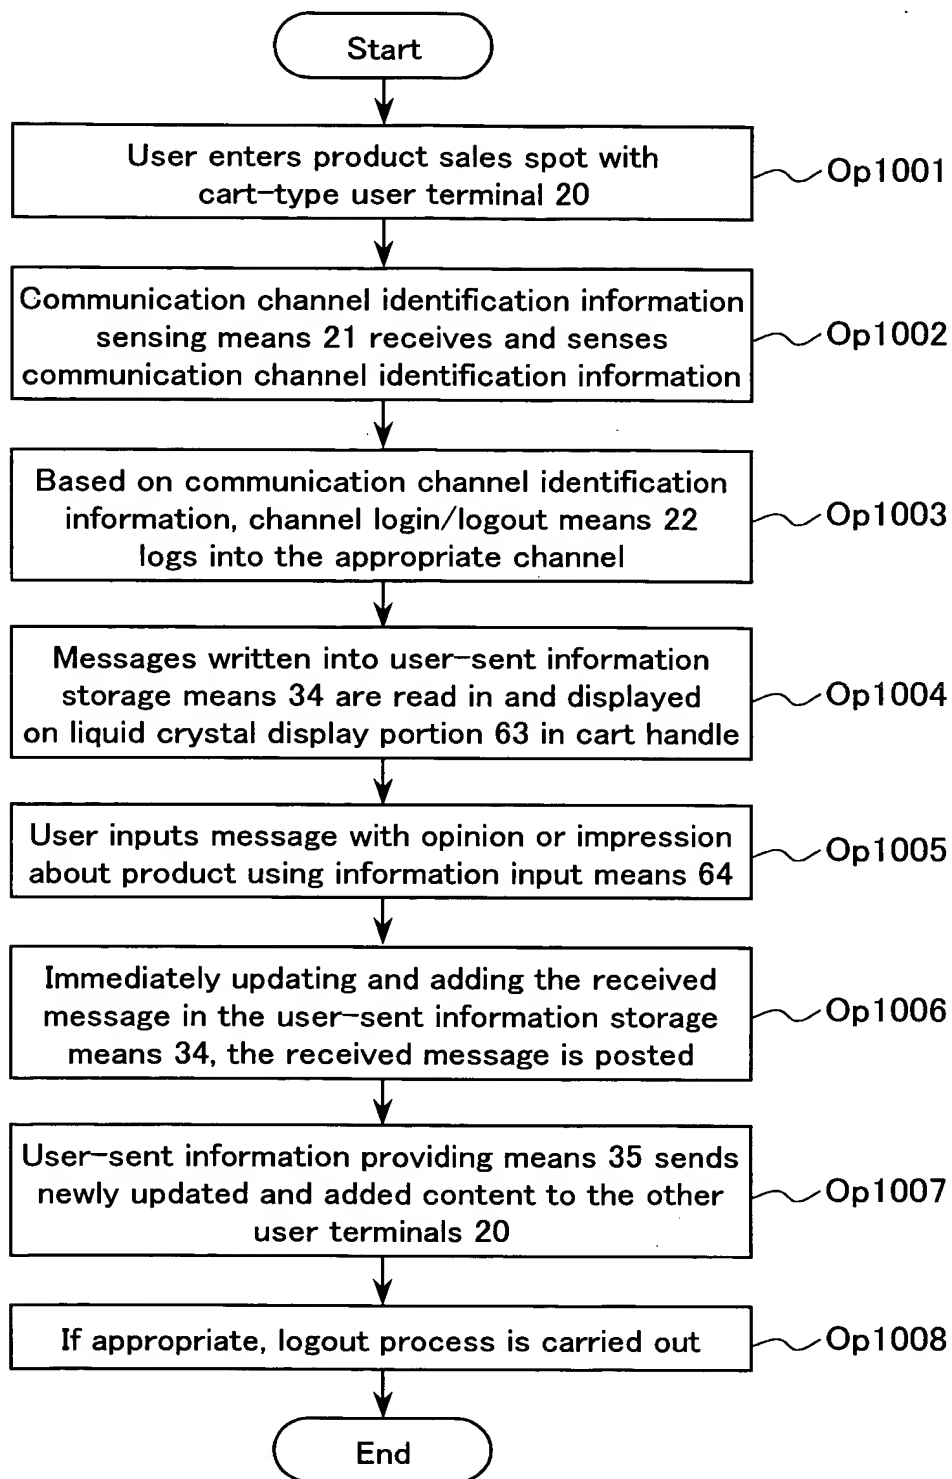 Start
User enters product sales spot with
cart-type user terminal 20
Op1001
Communication channel identification information
sensing means 21 receives and senses
communication channel identification information
Op1002
Based on communication channel identification
information, channel login/logout means 22
logs into the appropriate channel
Op1003
Messages written into user-sent information
storage means 34 are read in and displayed
on liquid crystal display portion 63 in cart handle
Op1004
User inputs message with opinion or impression
about product using information input means 64
Op1005
Immediately updating and adding the received
message in the user-sent information storage
means 34, the received message is posted
Op1006
User-sent information providing means 35 sends
newly updated and added content to the other
user terminals 20
Op1007
If appropriate, logout process is carried out
Op1008
End